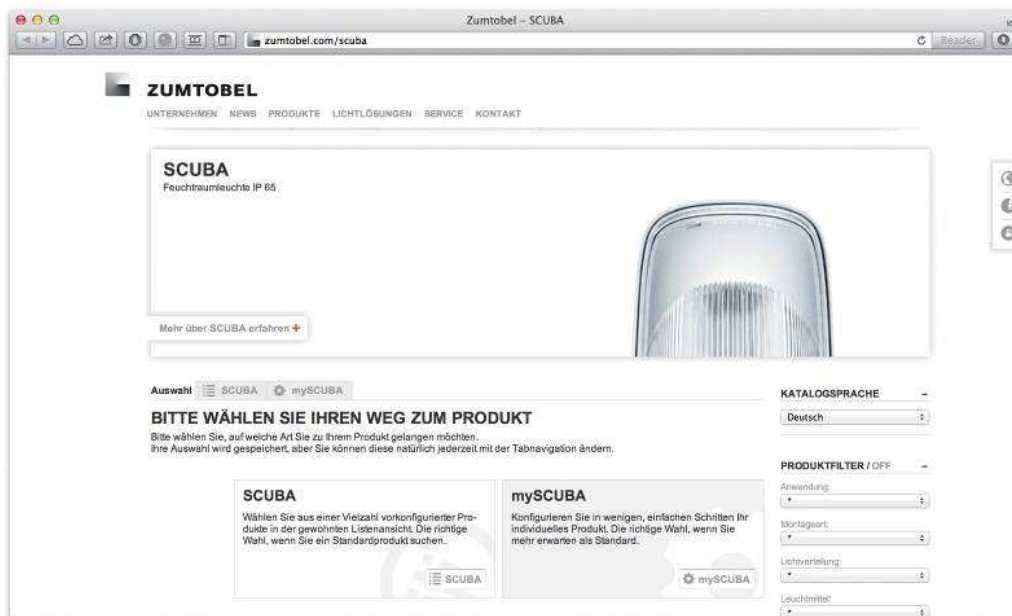 Zumtobel – SCUBA
zumtobel.com/scuba
Reader
ZUMTOBEL
UNTERNEHMEN NEWS PRODUKTE LICHTLÖSUNGEN SERVICE KONTAKT
SCUBA
Feuchtraumleuchte IP 65
Mehr über SCUBA erfahren +
Auswahl SCUBA mySCUBA
BITTE WÄHLEN SIE IHREN WEG ZUM PRODUKT
Bitte wählen Sie, auf welche Art Sie zu Ihrem Produkt gelangen möchten.
Ihre Auswahl wird gespeichert, aber Sie können diese natürlich jederzeit mit der Tabnavigation ändern.
SCUBA
Wählen Sie aus einer Vielzahl vorkonfigurierter Pro-
dukte in der gewohnten Listenansicht. Die richtige
Wahl, wenn Sie ein Standardprodukt suchen.
SCUBA
mySCUBA
Konfigurieren Sie in wenigen, einfachen Schritten Ihr
individuelles Produkt. Die richtige Wahl, wenn Sie
mehr erwarten als Standard.
mySCUBA
KATALOGSPRACHE –
Deutsch
PRODUKTFILTER / OFF –
Anwendung:
*
Montageart:
*
Lichtverteilung:
*
Leuchtmittel:
*